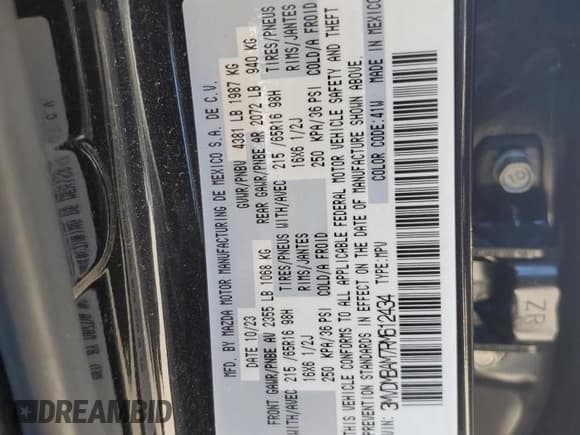 MFD. BY MAZDA MOTOR MANUFACTURING DE MEXICO S.A. DE C.V.
DATE 10/23 GVWR/PNBV 4381 LB 1987 KG
FRONT GAWR/PNBE AV 2355 LB 1068 KG REAR GAWR/PNBE AR 2072 LB 940 KG
WITH/AVEC 215 /65R16 98H TIRES/PNEUS WITH/AVEC 215 /65R16 98H TIRES/PNEUS
16X6 1/2J RIMS/JANTES 16X6 1/2J RIMS/JANTES
250 KPA/36 PSI COLD/A FROID 250 KPA/36 PSI COLD/A FROID
THIS VEHICLE CONFORMS TO ALL APPLICABLE FEDERAL MOTOR VEHICLE SAFETY AND THEFT
PREVENTION STANDARDS IN EFFECT ON THE DATE OF MANUFACTURE SHOWN ABOVE.
COLOR CODE:41W MADE IN MEXICO
VIN: TYPE:MPV
10
ZR
DREAMBID